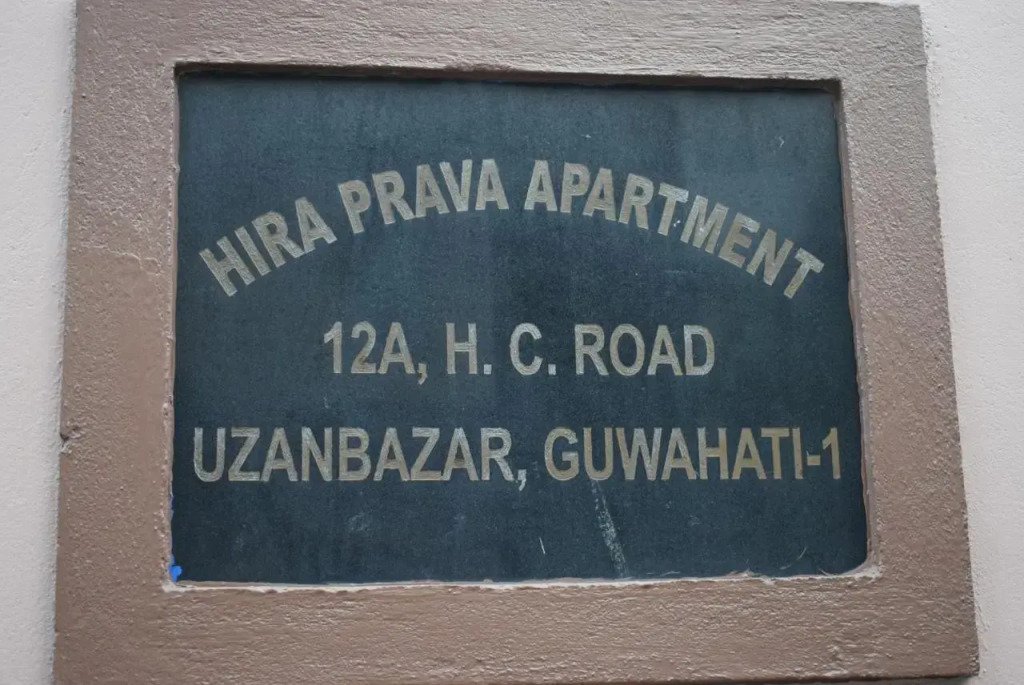 HIRA PRAVA APARTMENT
12A, H. C. ROAD
UZANBAZAR, GUWAHATI-1